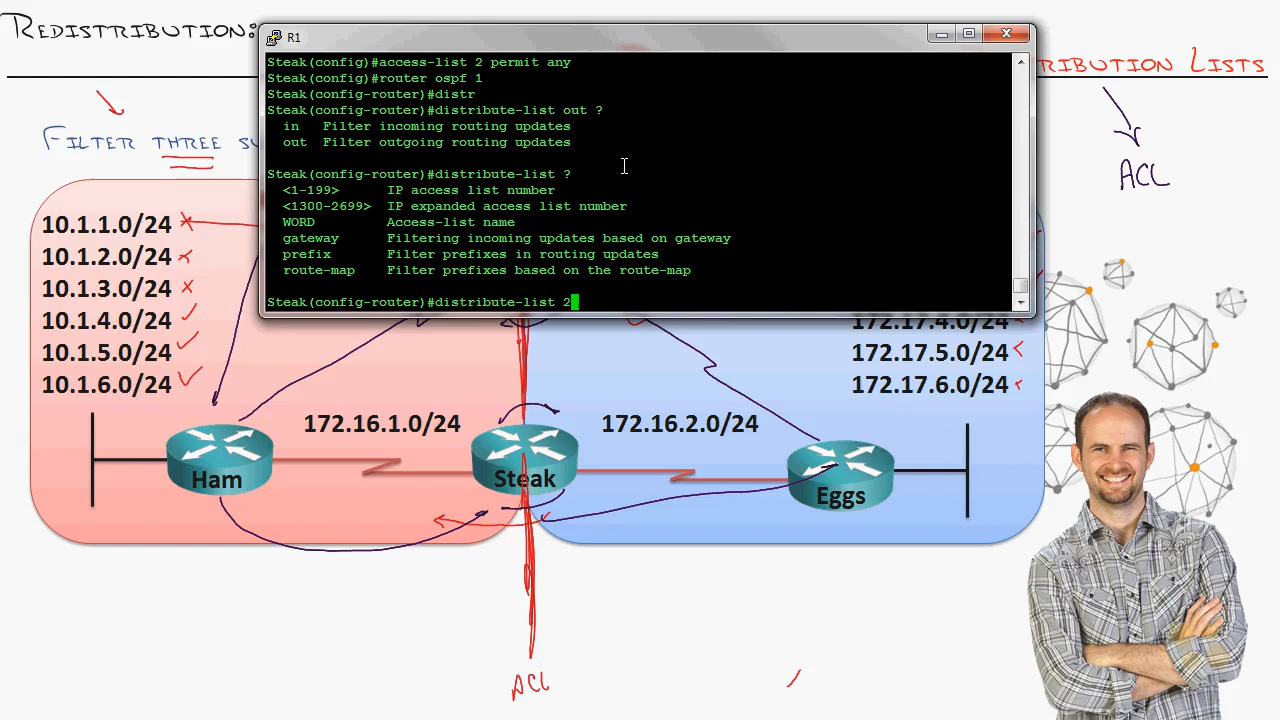 REDISTRIBUTION:
R1
Steak(config)#access-list 2 permit any
Steak(config)#router ospf 1
Steak(config-router)#distr
Steak(config-router)#distribute-list out ?
in Filter incoming routing updates
out Filter outgoing routing updates
Steak(config-router)#distribute-list ?
<1-199> IP access list number
<1300-2699> IP expanded access list number
WORD Access-list name
gateway Filtering incoming updates based on gateway
prefix Filter prefixes in routing updates
route-map Filter prefixes based on the route-map
Steak(config-router)#distribute-list 2
LISTS
ACL
FILTER THREE
10.1.1.0/24
10.1.2.0/24
10.1.3.0/24
10.1.4.0/24
10.1.5.0/24
10.1.6.0/24
172.17.4.0/24
172.17.5.0/24
172.17.6.0/24
172.16.1.0/24
172.16.2.0/24
Ham
Steak
Eggs
ACL